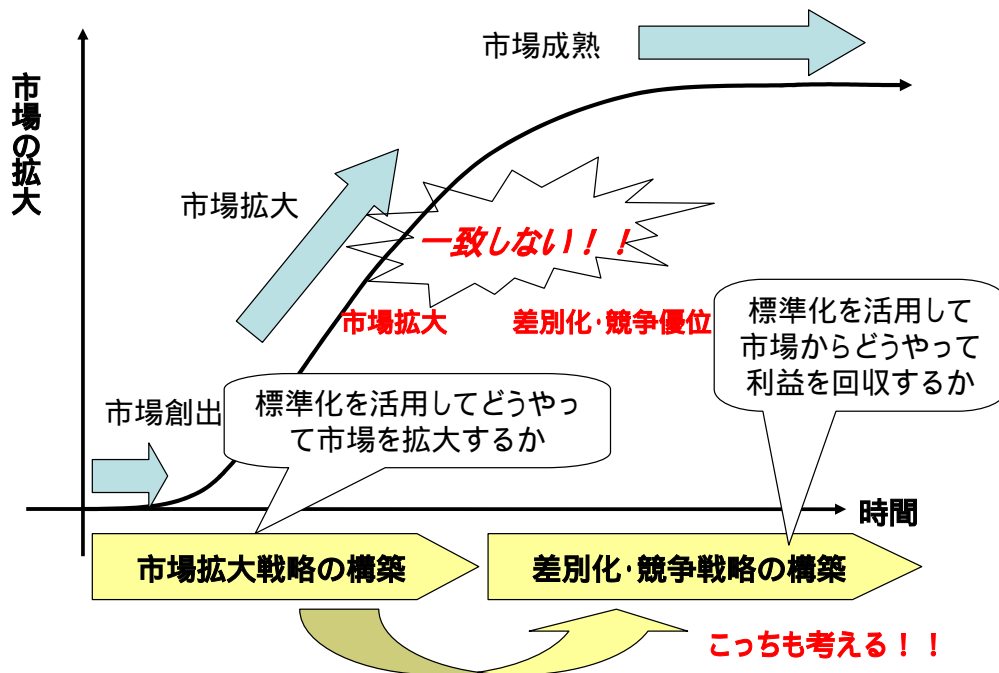 市場成熟
市場の拡大
市場拡大
一致しない！！
市場拡大
差別化・競争優位
標準化を活用して
市場からどうやって
利益を回収するか
市場創出
標準化を活用してどうやっ
て市場を拡大するか
時間
市場拡大戦略の構築
差別化・競争戦略の構築
こっちも考える！！